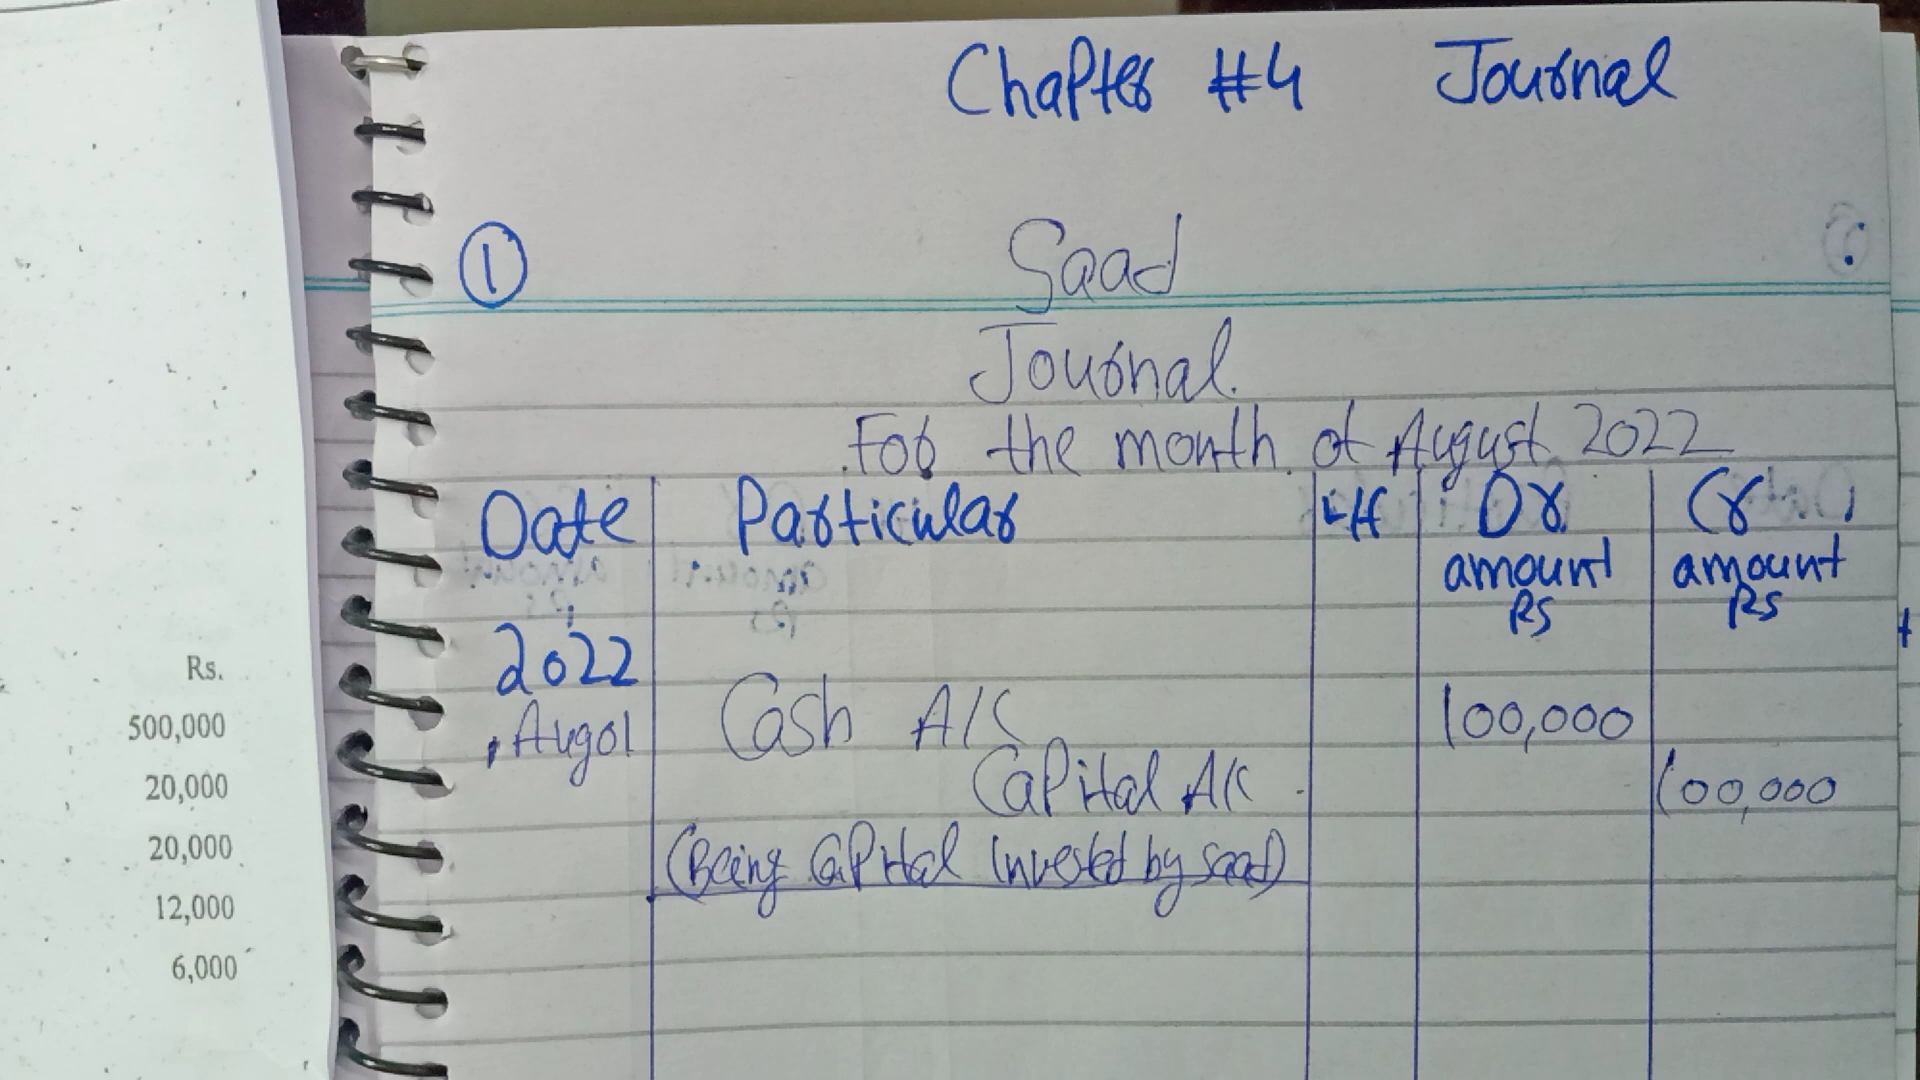 Chapter #4 Journal
1
Saad
Journal.
For the month of August 2022
Date Particular Dr Cr
amount amount
Rs Rs
2022
Aug 01 Cash A/C 100,000
Capital A/C 100,000
(Being Capital invested by Saad)
Rs.
500,000
20,000
20,000
12,000
6,000